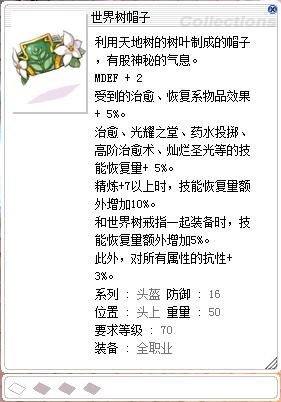 世界树帽子
Collections
利用天地树的树叶制成的帽子
，有股神秘的气息。
MDEF + 2
受到的治愈、恢复系物品效果
+ 5%。
治愈、光耀之堂、药水投掷、
高阶治愈术、灿烂圣光等的技
能恢复量+ 5%。
精炼+7以上时，技能恢复量额
外增加10%。
和世界树戒指一起装备时，技
能恢复量额外增加5%。
此外，对所有属性的抗性+
3%。
系列 : 头盔 防御 : 16
位置 : 头上 重量 : 50
要求等级 : 70
装备 : 全职业